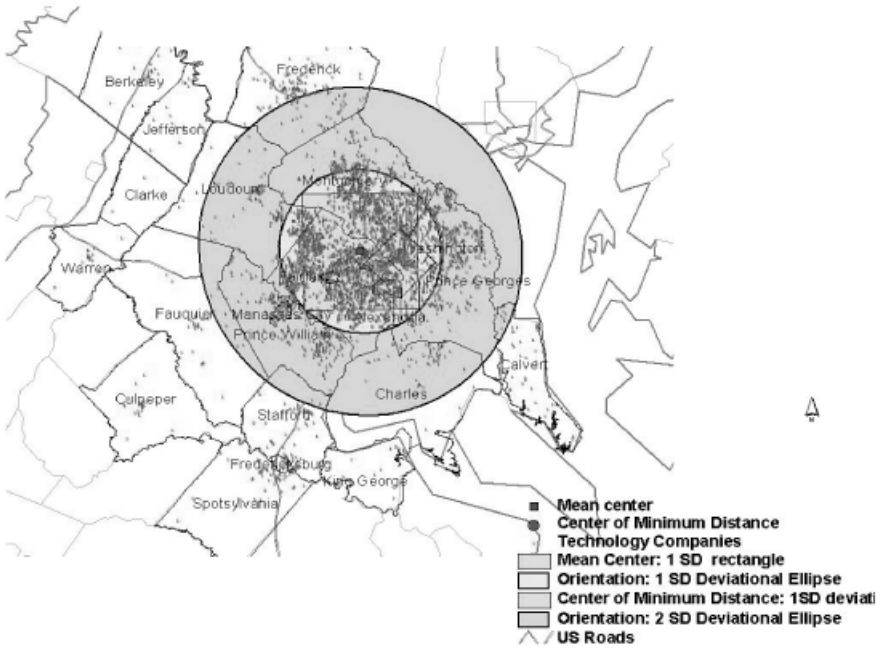 Frederick
Berkeley
Jefferson
Loudoun
Montgomery
Clarke
Washington
Warren
Fairfax
Prince Georges
Fauquier
Manassas City
Alexandria
Prince William
Calvert
Charles
Culpeper
Stafford
Fredericksburg
King George
Spotsylvania
Mean center
Center of Minimum Distance
Technology Companies
Mean Center: 1 SD rectangle
Orientation: 1 SD Deviational Ellipse
Center of Minimum Distance: 1SD deviati
Orientation: 2 SD Deviational Ellipse
US Roads
N